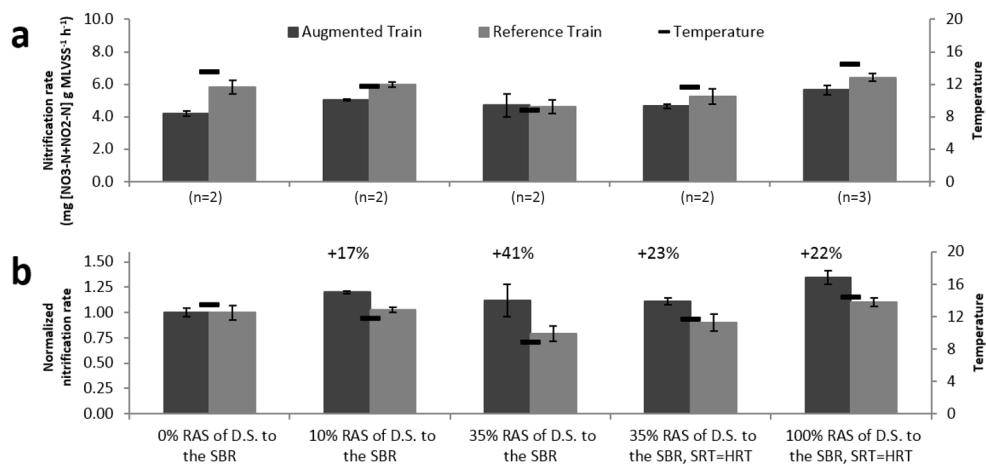 a
Augmented Train
Reference Train
Temperature
Nitrification rate
(mg [NO3-N+NO2-N] g MLVSS⁻¹ h⁻¹)
10.0
8.0
6.0
4.0
2.0
0.0
20
16
12
8
4
0
Temperature
(n=2)
(n=2)
(n=2)
(n=2)
(n=3)
b
Normalized
nitrification rate
1.50
1.25
1.00
0.75
0.50
0.25
0.00
+17%
+41%
+23%
+22%
20
16
12
8
4
0
Temperature
0% RAS of D.S. to
the SBR
10% RAS of D.S. to
the SBR
35% RAS of D.S. to
the SBR
35% RAS of D.S. to
the SBR, SRT=HRT
100% RAS of D.S. to
the SBR, SRT=HRT